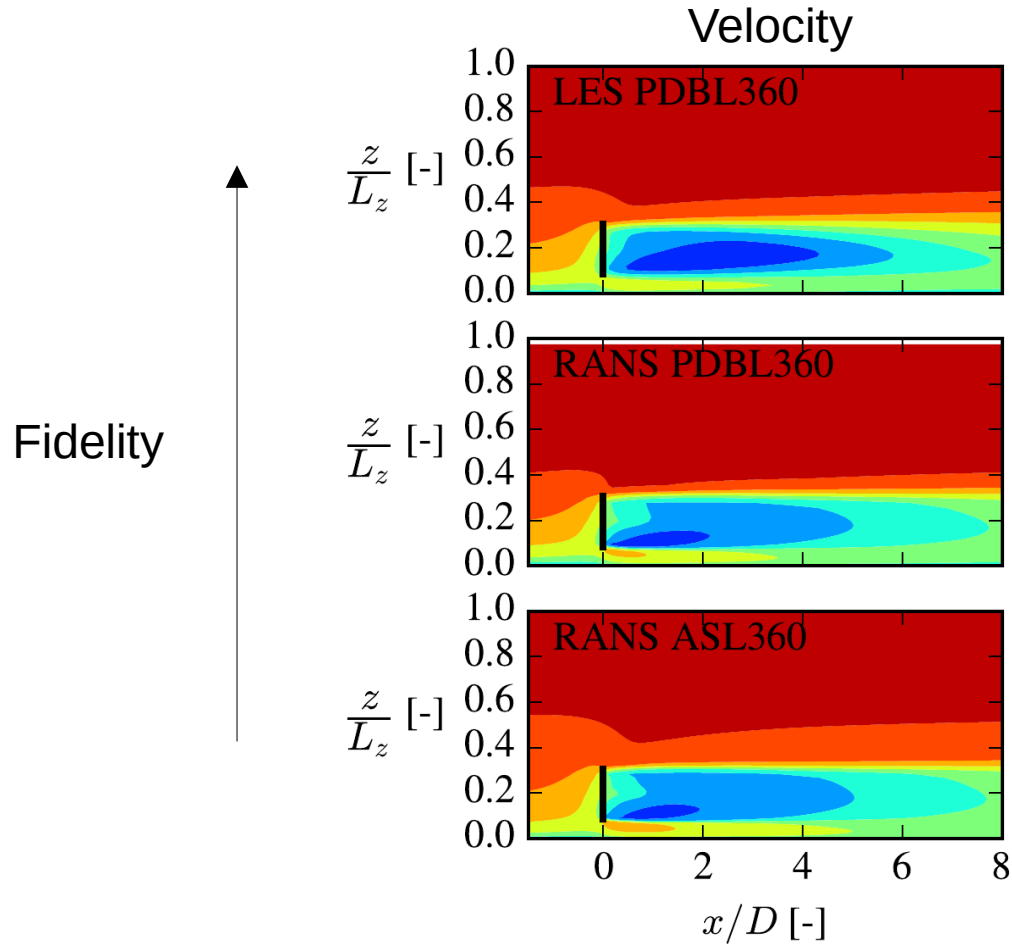 Velocity
Fidelity
1.0
0.8
0.6
0.4
0.2
0.0
z/L_z [-]
LES PDBL360
1.0
0.8
0.6
0.4
0.2
0.0
z/L_z [-]
RANS PDBL360
1.0
0.8
0.6
0.4
0.2
0.0
z/L_z [-]
RANS ASL360
0 2 4 6 8
x/D [-]